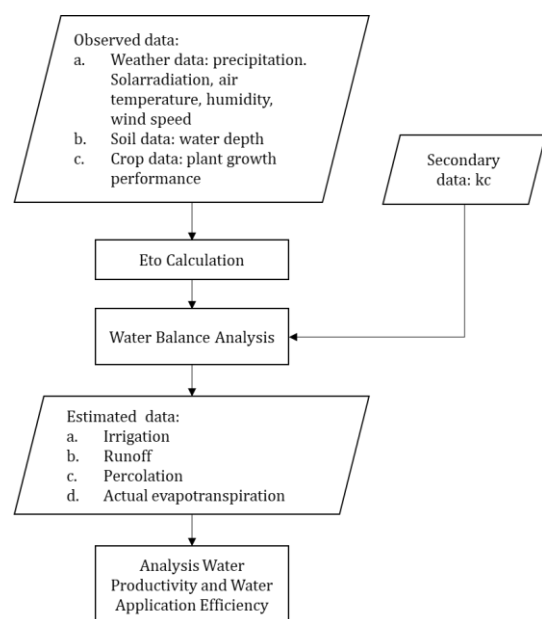 Observed data:
a. Weather data: precipitation.
Solarradiation, air
temperature, humidity,
wind speed
b. Soil data: water depth
c. Crop data: plant growth
performance
Secondary
data: kc
Eto Calculation
Water Balance Analysis
Estimated data:
a. Irrigation
b. Runoff
c. Percolation
d. Actual evapotranspiration
Analysis Water
Productivity and Water
Application Efficiency